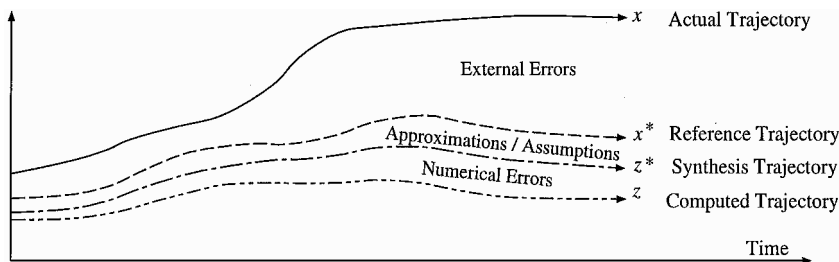 x Actual Trajectory
External Errors
x* Reference Trajectory
Approximations / Assumptions
z* Synthesis Trajectory
Numerical Errors
z Computed Trajectory
Time